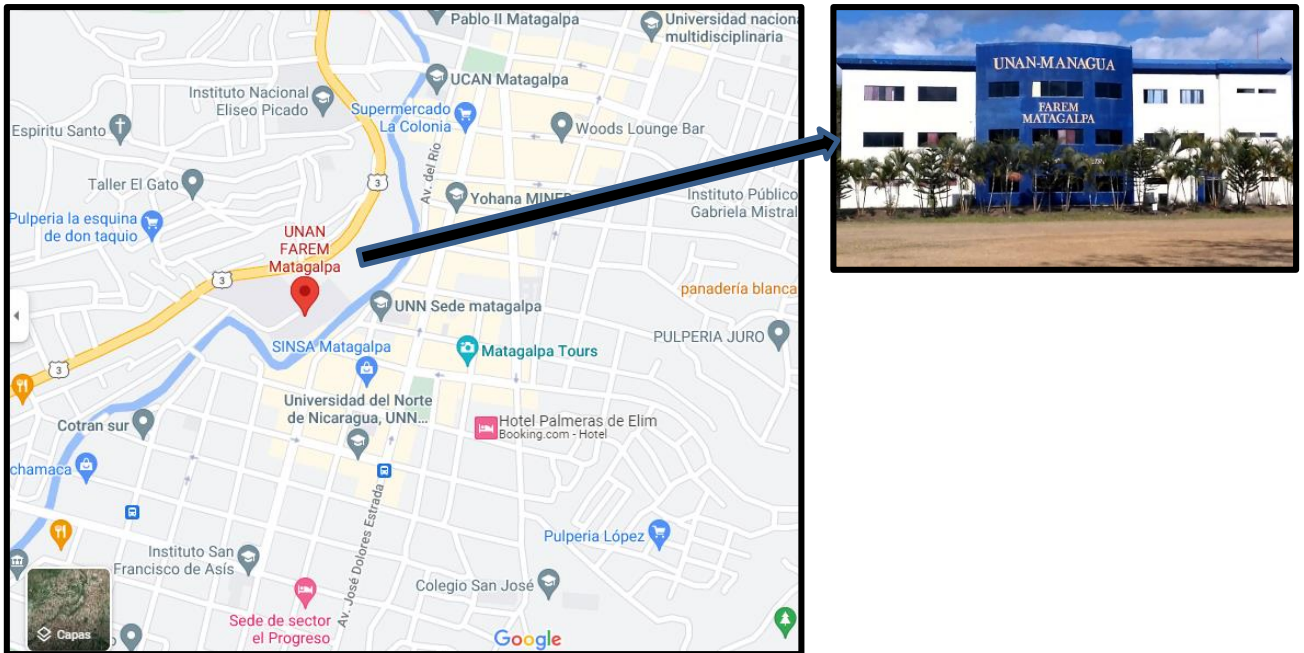 Pablo II Matagalpa
Universidad nacion
multidisciplinaria
UCAN Matagalpa
Instituto Nacional
Eliseo Picado
Supermercado
La Colonia
Espiritu Santo
Woods Lounge Bar
Av. del Río
3
Taller El Gato
Yohana
Instituto Público
Gabriela Mistral
Pulperia la esquina
de don taquio
UNAN
FAREM
Matagalpa
3
panadería blanca
UNN Sede matagalpa
PULPERIA JURO
SINSA Matagalpa
Matagalpa Tours
3
Universidad del Norte
de Nicaragua, UNN...
Hotel Palmeras de Elim
Booking.com - Hotel
Cotran sur
chamaca
Av. José Dolores Estrada
Pulperia López
Instituto San
Francisco de Asís
Colegio San José
Sede de sector
el Progreso
Capas
Google
UNAN-MANAGUA
FAREM
MATAGALPA